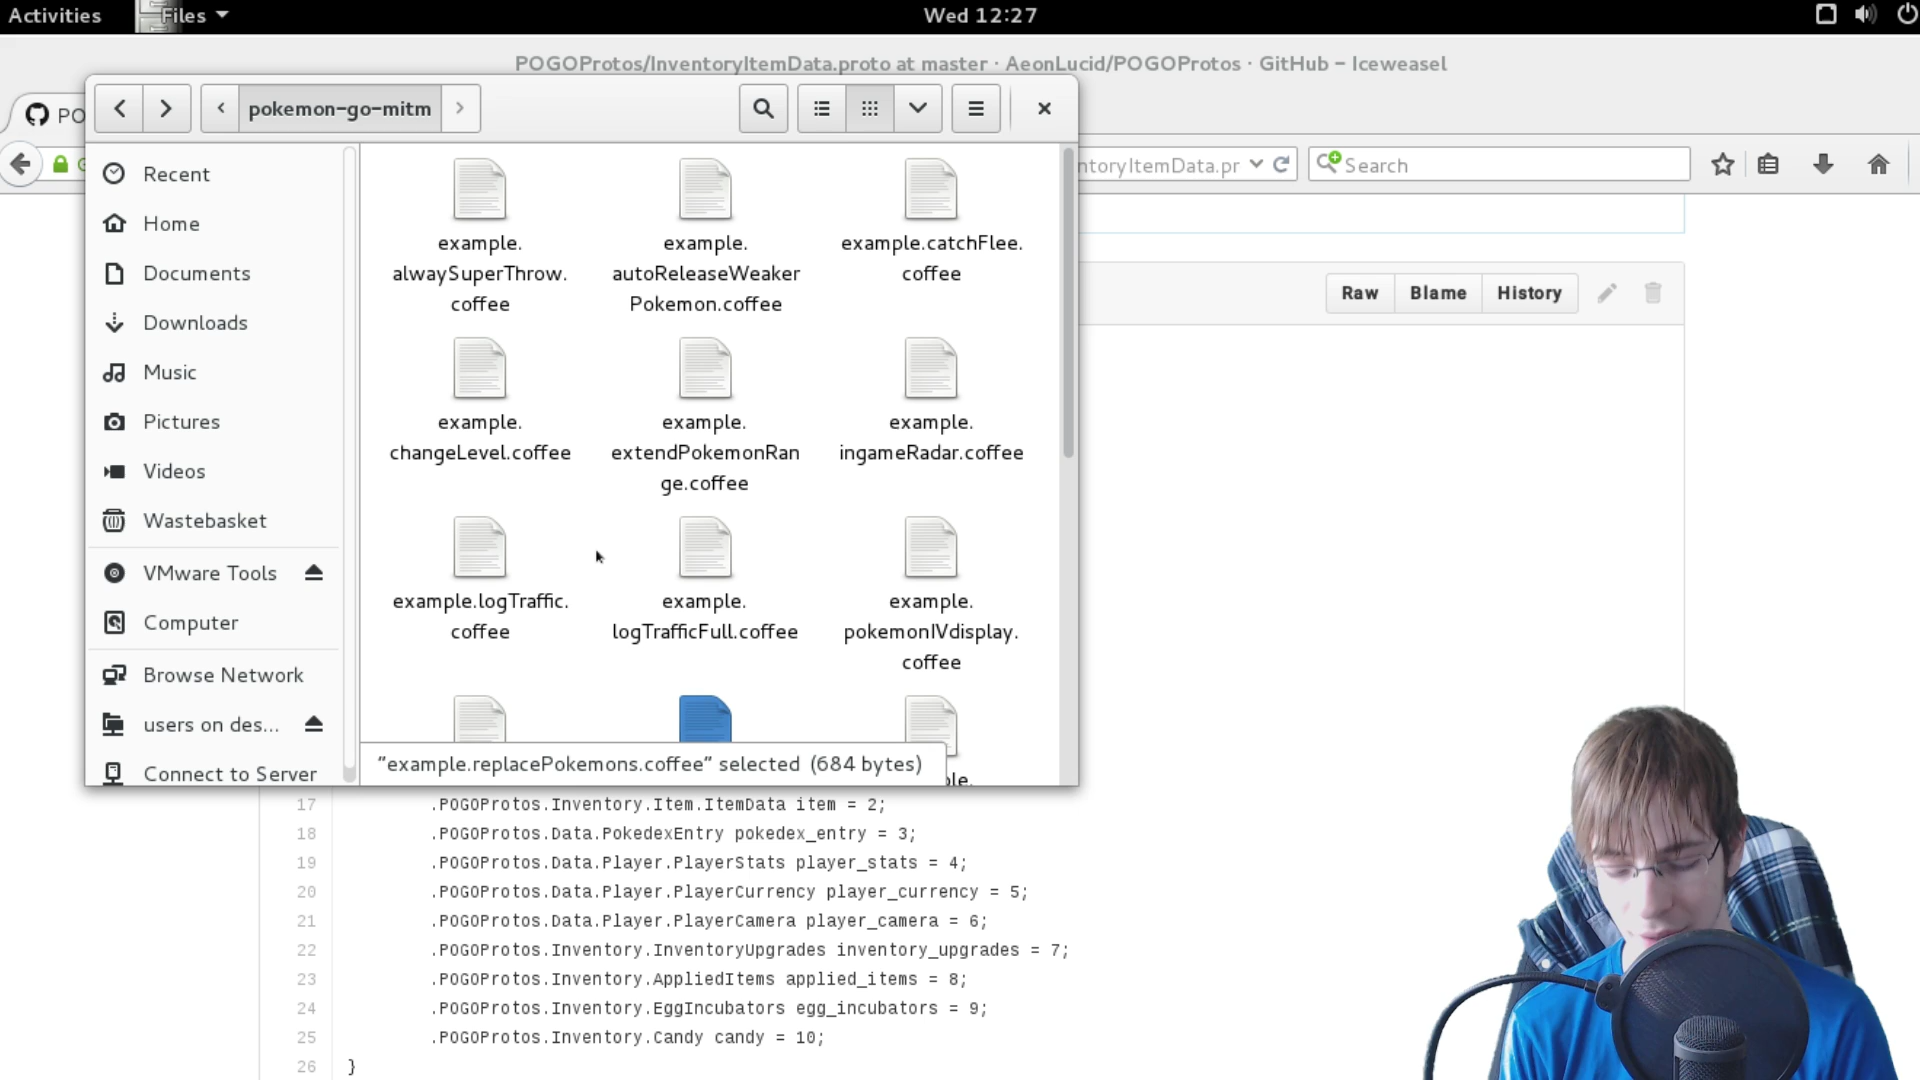 Activities
Files
Wed 12:27
POGOProtos/InventoryItemData.proto at master · AeonLucid/POGOProtos · GitHub – Iceweasel
PO
pokemon-go-mitm
ntoryItemData.pr
Search
Recent
Home
Documents
Downloads
Music
Pictures
Videos
Wastebasket
VMware Tools
Computer
Browse Network
users on des...
Connect to Server
example.
alwaySuperThrow.
coffee
example.
autoReleaseWeaker
Pokemon.coffee
example.catchFlee.
coffee
example.
changeLevel.coffee
example.
extendPokemonRan
ge.coffee
example.
ingameRadar.coffee
example.logTraffic.
coffee
example.
logTrafficFull.coffee
example.
pokemonIVdisplay.
coffee
"example.replacePokemons.coffee" selected (684 bytes)
Raw Blame History
17 .POGOProtos.Inventory.Item.ItemData item = 2;
18 .POGOProtos.Data.PokedexEntry pokedex_entry = 3;
19 .POGOProtos.Data.Player.PlayerStats player_stats = 4;
20 .POGOProtos.Data.Player.PlayerCurrency player_currency = 5;
21 .POGOProtos.Data.Player.PlayerCamera player_camera = 6;
22 .POGOProtos.Inventory.InventoryUpgrades inventory_upgrades = 7;
23 .POGOProtos.Inventory.AppliedItems applied_items = 8;
24 .POGOProtos.Inventory.EggIncubators egg_incubators = 9;
25 .POGOProtos.Inventory.Candy candy = 10;
26 }